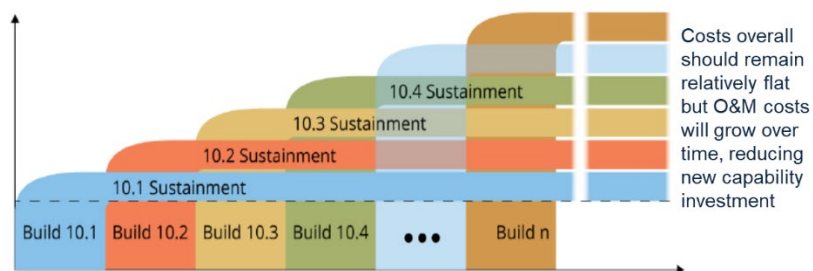 10.4 Sustainment
10.3 Sustainment
10.2 Sustainment
10.1 Sustainment
Build 10.1
Build 10.2
Build 10.3
Build 10.4
•••
Build n
Costs overall
should remain
relatively flat
but O&M costs
will grow over
time, reducing
new capability
investment